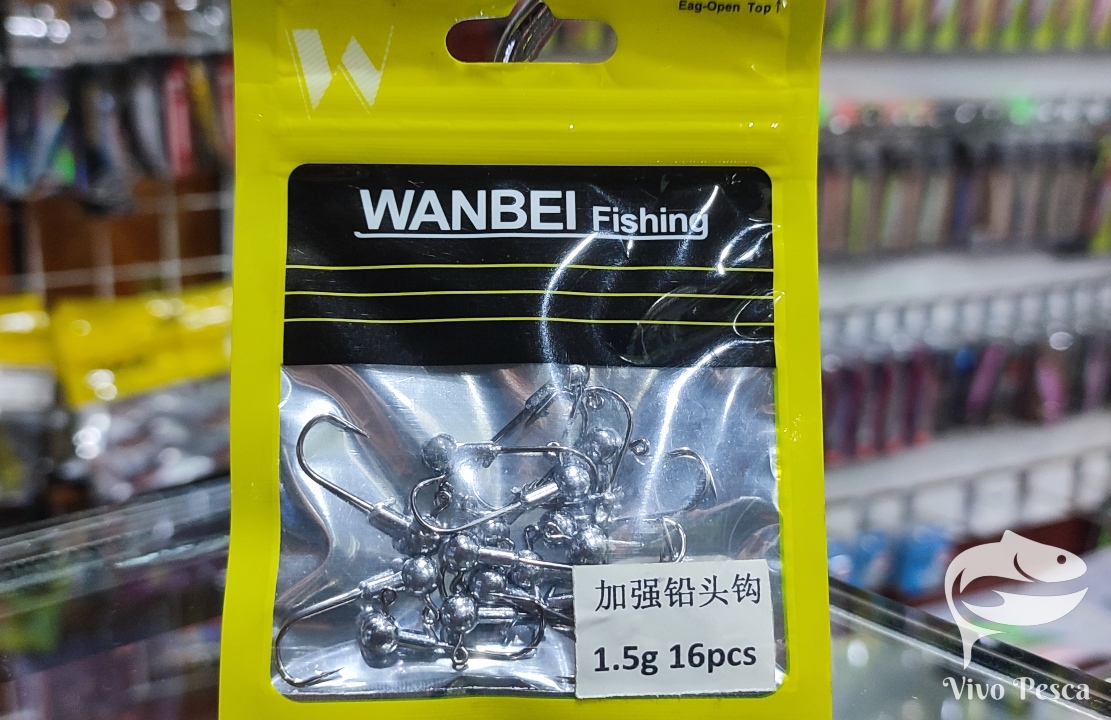 Eag-Open Top↑
W
WANBEI Fishing
加强铅头钩
1.5g 16pcs
Vivo Pesca